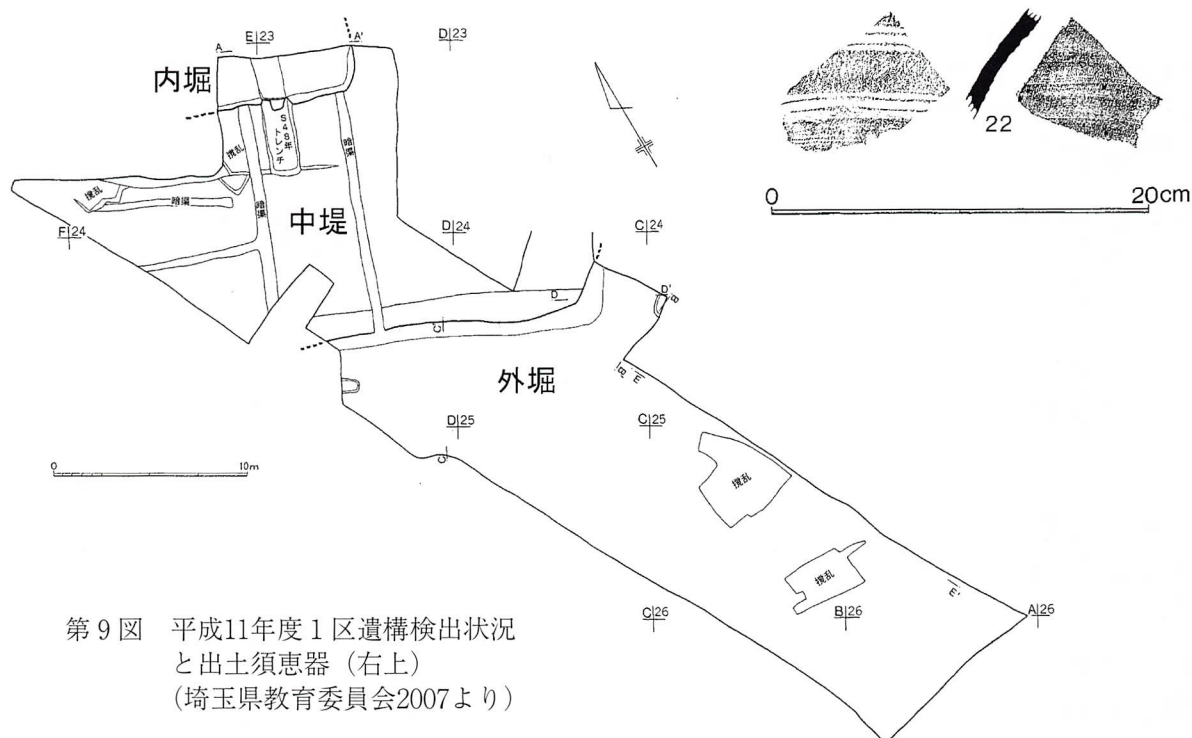 A
E|23
A'
D|23
内堀
S48年トレンチ
撹乱
暗渠
撹乱
暗渠
暗渠
中堤
F|24
D|24
C|24
D
D'
B
C'
外堀
B'
E
D|25
C|25
C
撹乱
撹乱
E'
C|26
B|26
A|26
0 10m
22
0 20cm
第9図 平成11年度1区遺構検出状況
と出土須恵器(右上)
(埼玉県教育委員会2007より)